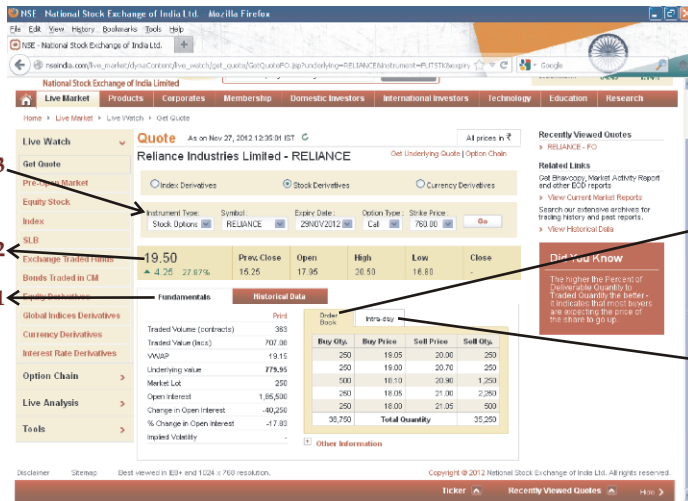 NSE - National Stock Exchange of India Ltd. - Mozilla Firefox
File Edit View History Bookmarks Tools Help
NSE - National Stock Exchange of India Ltd. +
Google
National Stock Exchange of India Limited
Live Market Products Corporates Membership Domestic Investors International Investors Technology Education Research
Home > Live Market > Live Watch > Get Quote
Live Watch
Get Quote
Pre-Open Market
Equity Stock
Index
SLB
Exchange Traded Funds
Bonds Traded in CM
Equity Derivatives
Global Indices Derivatives
Currency Derivatives
Interest Rate Derivatives
Option Chain >
Live Analysis >
Tools >
3
2
1
Quote As on Nov 27, 2012 12:35:01 IST All prices in ₹
Reliance Industries Limited - RELIANCE Get Underlying Quote | Option Chain
Index Derivatives Stock Derivatives Currency Derivatives
Instrument Type: Symbol: Expiry Date: Option Type: Strike Price:
Stock Options RELIANCE 29NOV2012 Call 760.00 Go
19.50 Prev. Close Open High Low Close
4.25 27.87% 15.25 17.95 20.50 16.80 -
Fundamentals Historical Data
Print
Traded Volume (contracts) 363
Traded Value (lacs) 707.08
VWAP 19.15
Underlying value 779.95
Market Lot 250
Open Interest 1,65,500
Change in Open Interest -40,250
% Change in Open Interest -17.83
Implied Volatility -
Order Book Intra-day
Buy Qty. Buy Price Sell Price Sell Qty.
250 19.05 20.00 250
250 19.00 20.70 250
500 18.10 20.90 1,250
250 18.05 21.00 2,250
250 18.00 21.05 500
38,750 Total Quantity 35,250
+ Other Information
Recently Viewed Quotes
> RELIANCE - FO
Related Links
Get Bhavcopy, Market Activity Report
and other EOD reports
> View Current Market Reports
Search our extensive archives for
trading history and past reports.
> View Historical Data
Did You Know
The higher the Percent of
Deliverable Quantity to
Traded Quantity the better -
it indicates that most buyers
are expecting the price of
the share to go up.
Disclaimer Sitemap Best viewed in IE8+ and 1024 x 768 resolution. Copyright © 2012 National Stock Exchange of India Ltd. All rights reserved.
Ticker Recently Viewed Quotes Hide >